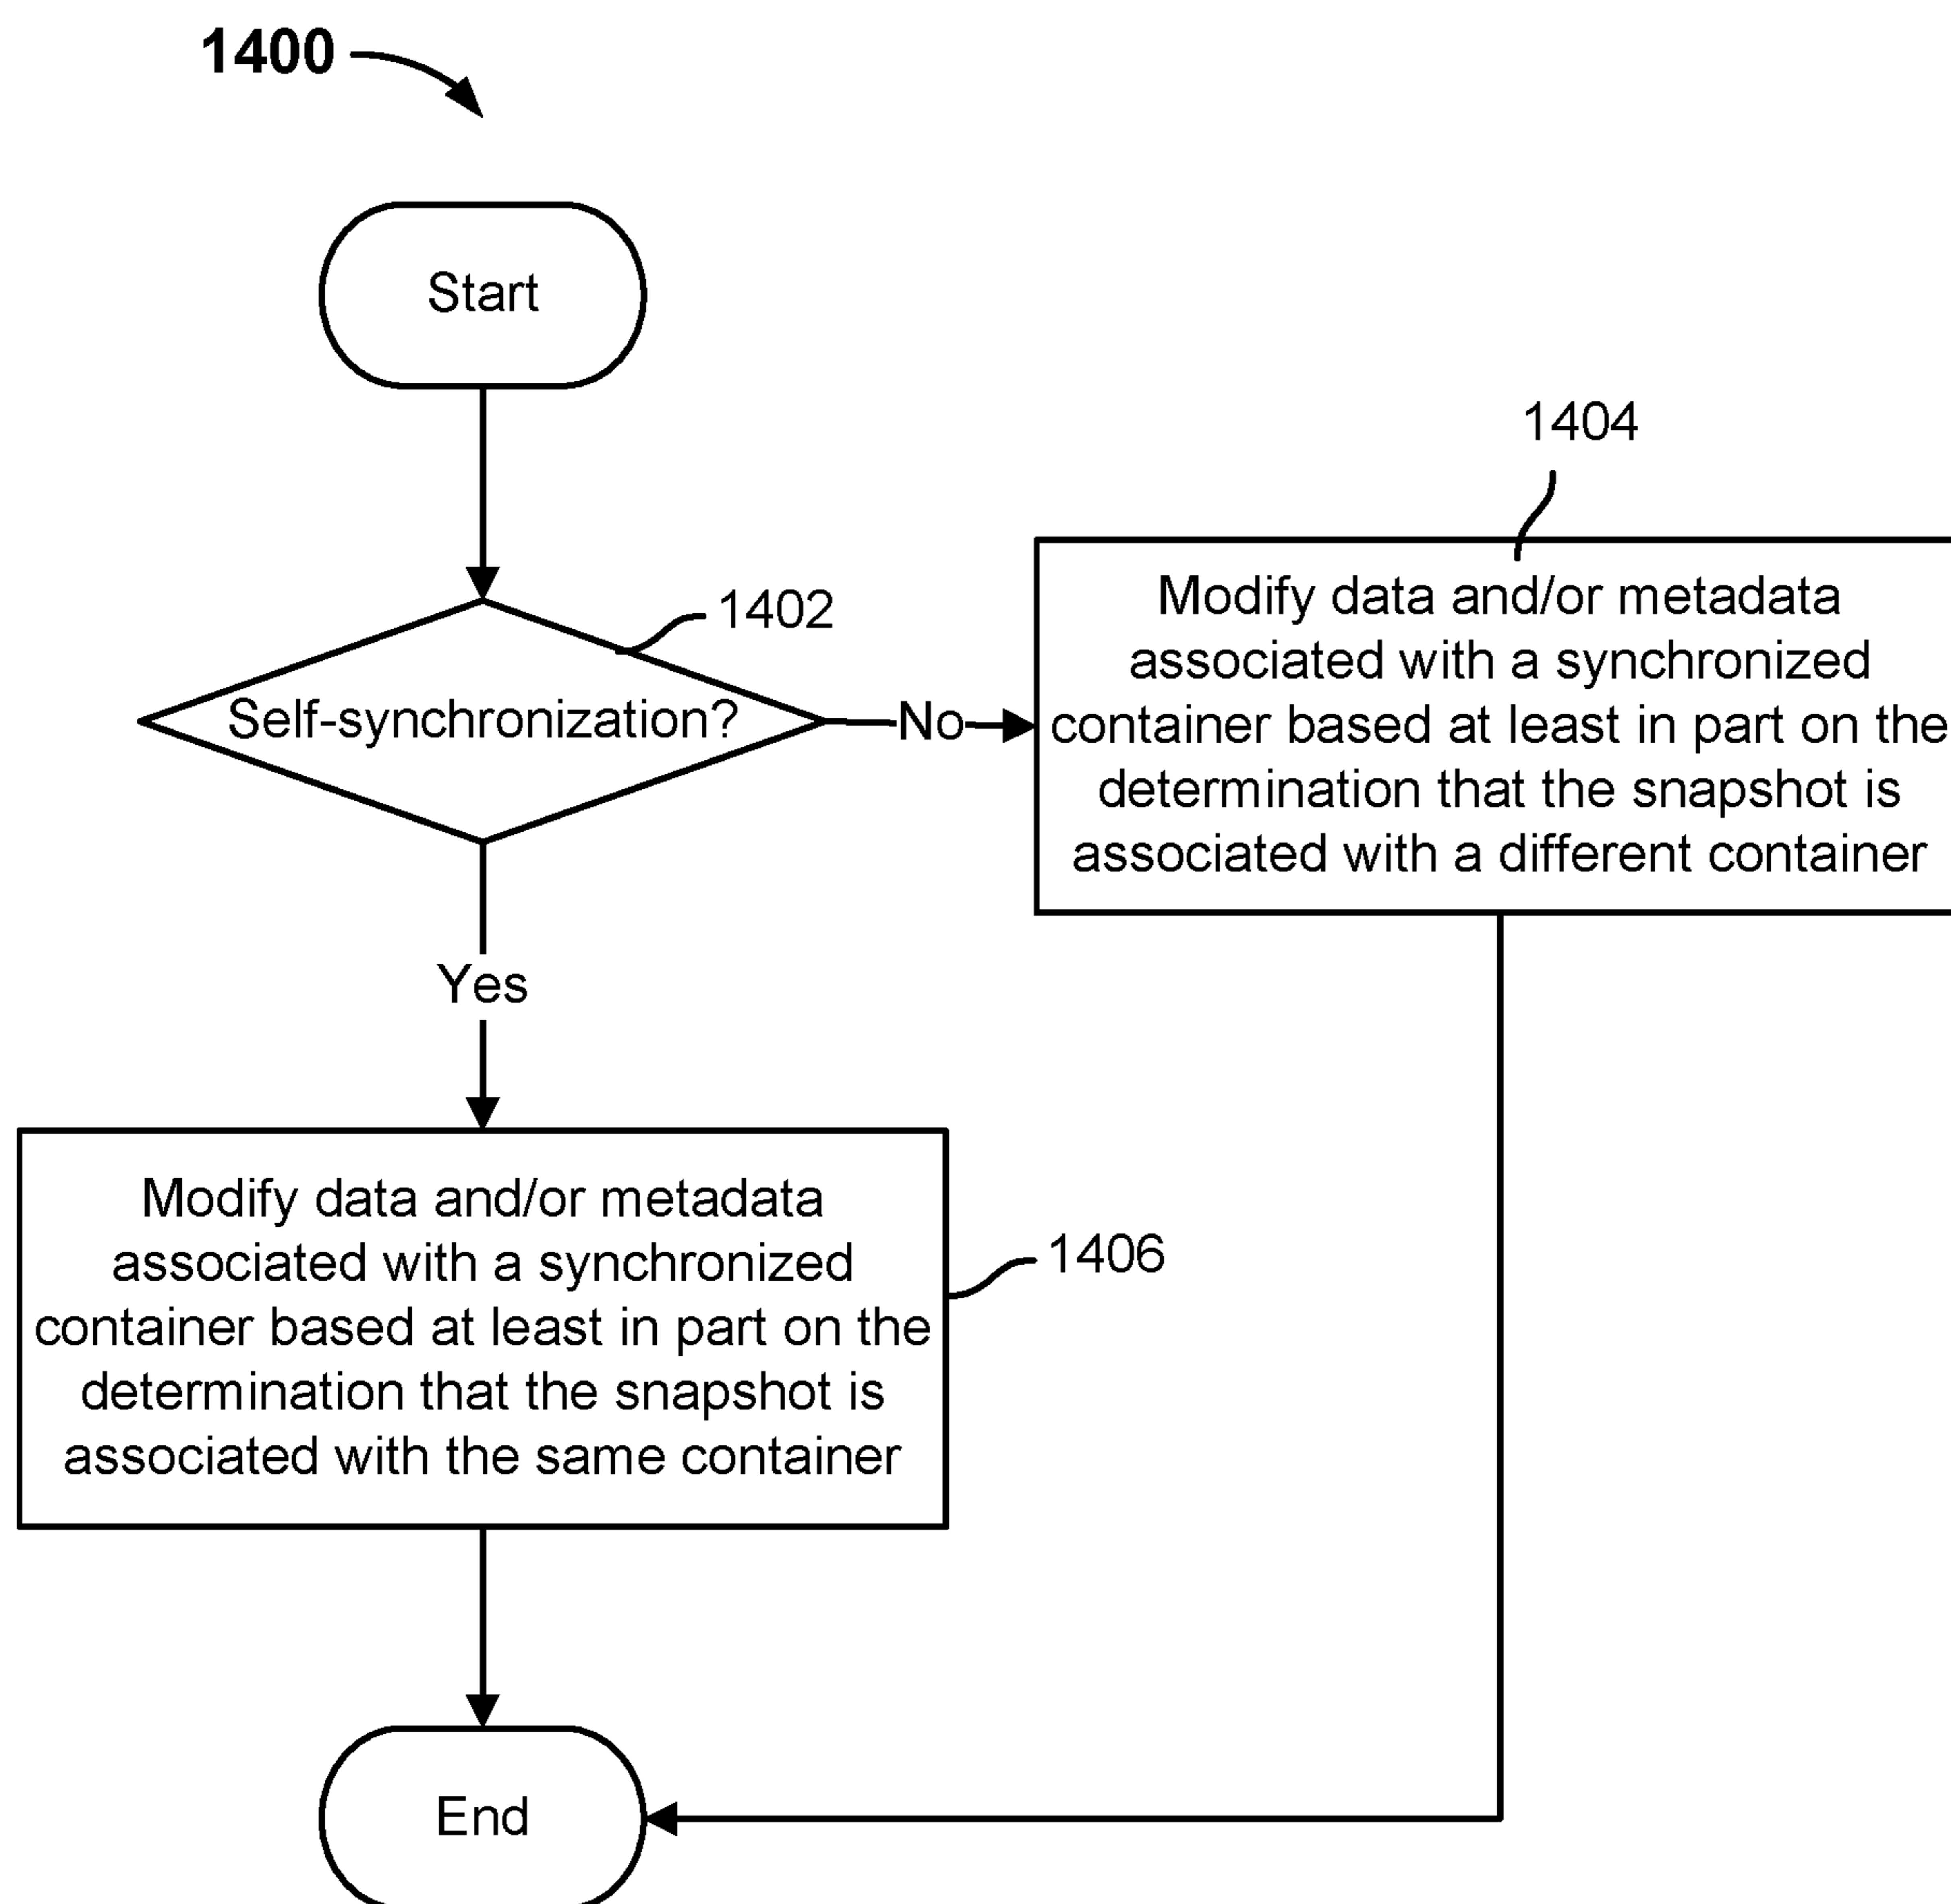 1400
Start
1402
Self-synchronization?
No
1404
Modify data and/or metadata
associated with a synchronized
container based at least in part on the
determination that the snapshot is
associated with a different container
Yes
Modify data and/or metadata
associated with a synchronized
container based at least in part on the
determination that the snapshot is
associated with the same container
1406
End